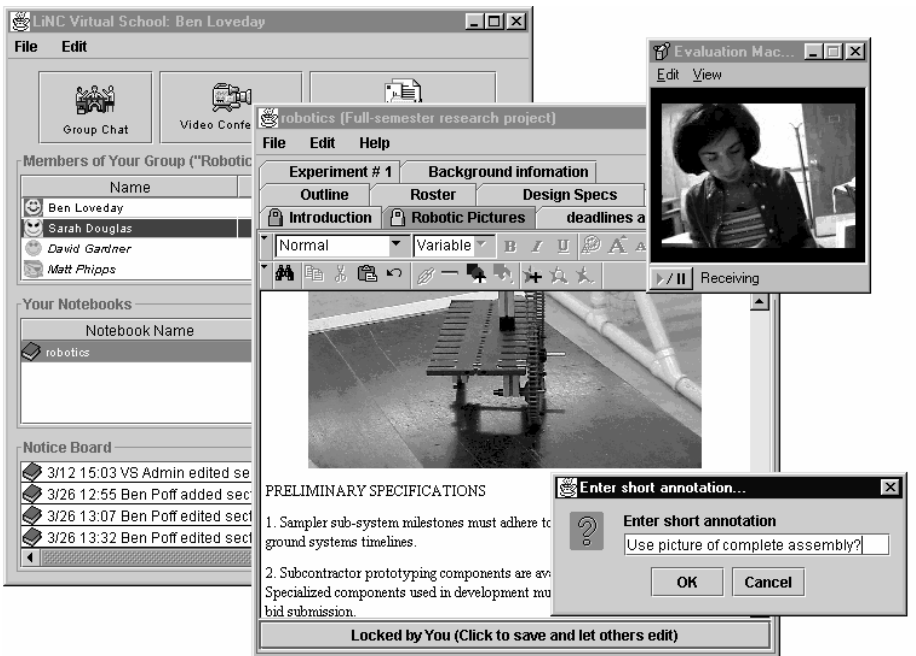 LiNC Virtual School: Ben Loveday
File Edit
Group Chat
Video Confe
Members of Your Group ("Robotic
Name
Ben Loveday
Sarah Douglas
David Gardner
Matt Phipps
Your Notebooks
Notebook Name
robotics
Notice Board
3/12 15:03 VS Admin edited se
3/26 12:55 Ben Poff added sect
3/26 13:07 Ben Poff edited sect
3/26 13:32 Ben Poff edited sect
robotics (Full-semester research project)
File Edit Help
Experiment # 1 Background infomation
Outline Roster Design Specs
Introduction Robotic Pictures deadlines a
Normal Variable B I U A A
PRELIMINARY SPECIFICATIONS
1. Sampler sub-system milestones must adhere to
ground systems timelines.
2. Subcontractor prototyping components are ava
Specialized components used in development mu
bid submission.
Locked by You (Click to save and let others edit)
Evaluation Mac...
Edit View
Receiving
Enter short annotation...
Enter short annotation
Use picture of complete assembly?
OK Cancel